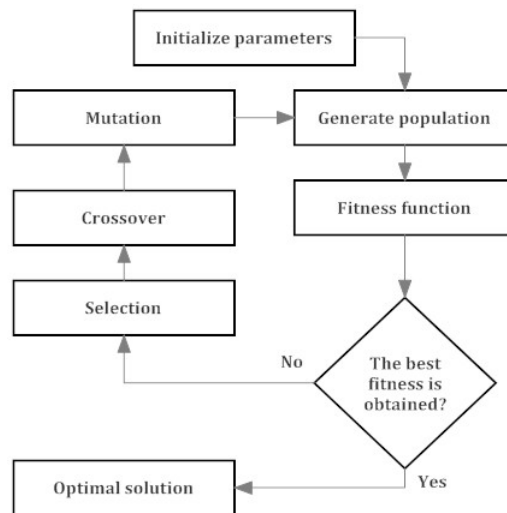 Initialize parameters
Mutation
Generate population
Crossover
Fitness function
Selection
No
The best
fitness is
obtained?
Optimal solution
Yes